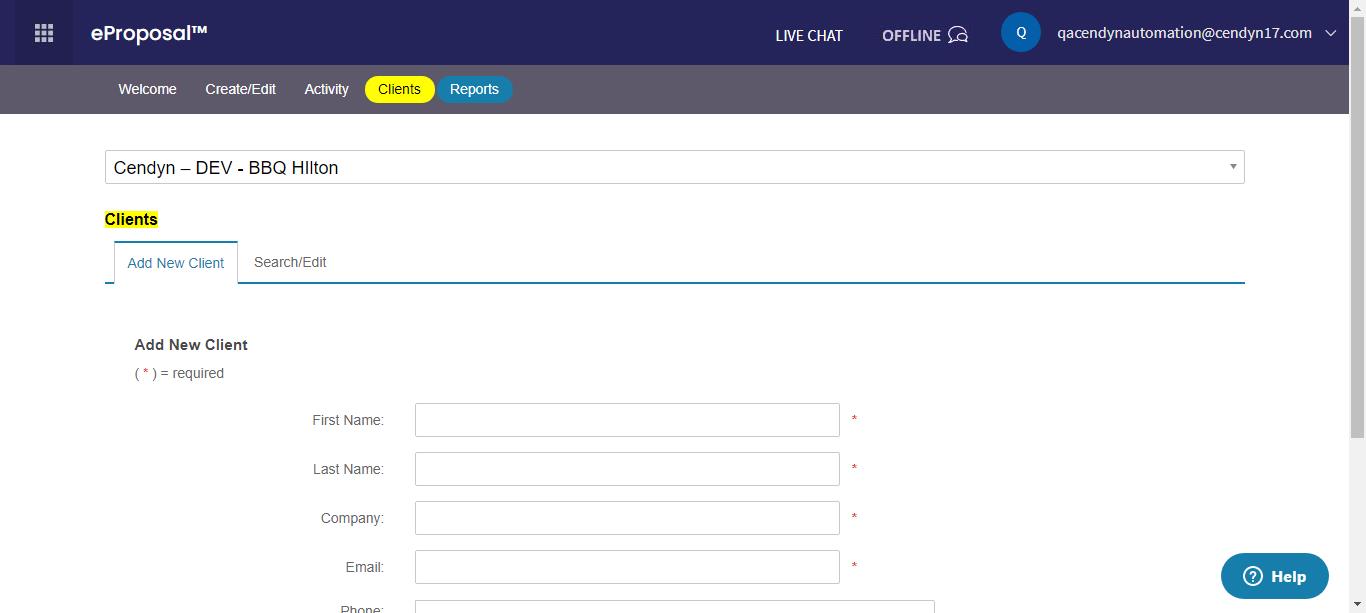 eProposal™
LIVE CHAT
OFFLINE
Q
qacendynautomation@cendyn17.com
Welcome Create/Edit Activity Clients Reports
Cendyn – DEV - BBQ HIlton
Clients
Add New Client Search/Edit
Add New Client
( * ) = required
First Name: *
Last Name: *
Company: *
Email: *
Phone:
Help